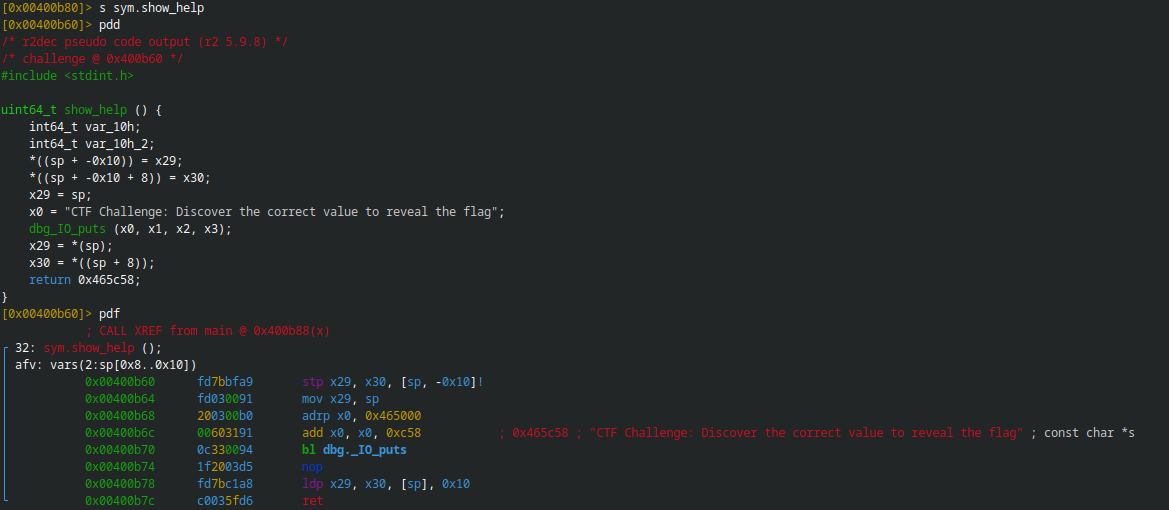 [0x00400b80]> s sym.show_help
[0x00400b60]> pdd
/* r2dec pseudo code output (r2 5.9.8) */
/* challenge @ 0x400b60 */
#include <stdint.h>

uint64_t show_help () {
    int64_t var_10h;
    int64_t var_10h_2;
    *((sp + -0x10)) = x29;
    *((sp + -0x10 + 8)) = x30;
    x29 = sp;
    x0 = "CTF Challenge: Discover the correct value to reveal the flag";
    dbg_IO_puts (x0, x1, x2, x3);
    x29 = *(sp);
    x30 = *((sp + 8));
    return 0x465c58;
}
[0x00400b60]> pdf
            ; CALL XREF from main @ 0x400b88(x)
  32: sym.show_help ();
  afv: vars(2:sp[0x8..0x10])
            0x00400b60      fd7bbfa9       stp x29, x30, [sp, -0x10]!
            0x00400b64      fd030091       mov x29, sp
            0x00400b68      200300b0       adrp x0, 0x465000
            0x00400b6c      00603191       add x0, x0, 0xc58           ; 0x465c58 ; "CTF Challenge: Discover the correct value to reveal the flag" ; const char *s
            0x00400b70      0c330094       bl dbg._IO_puts
            0x00400b74      1f2003d5       nop
            0x00400b78      fd7bc1a8       ldp x29, x30, [sp], 0x10
            0x00400b7c      c0035fd6       ret